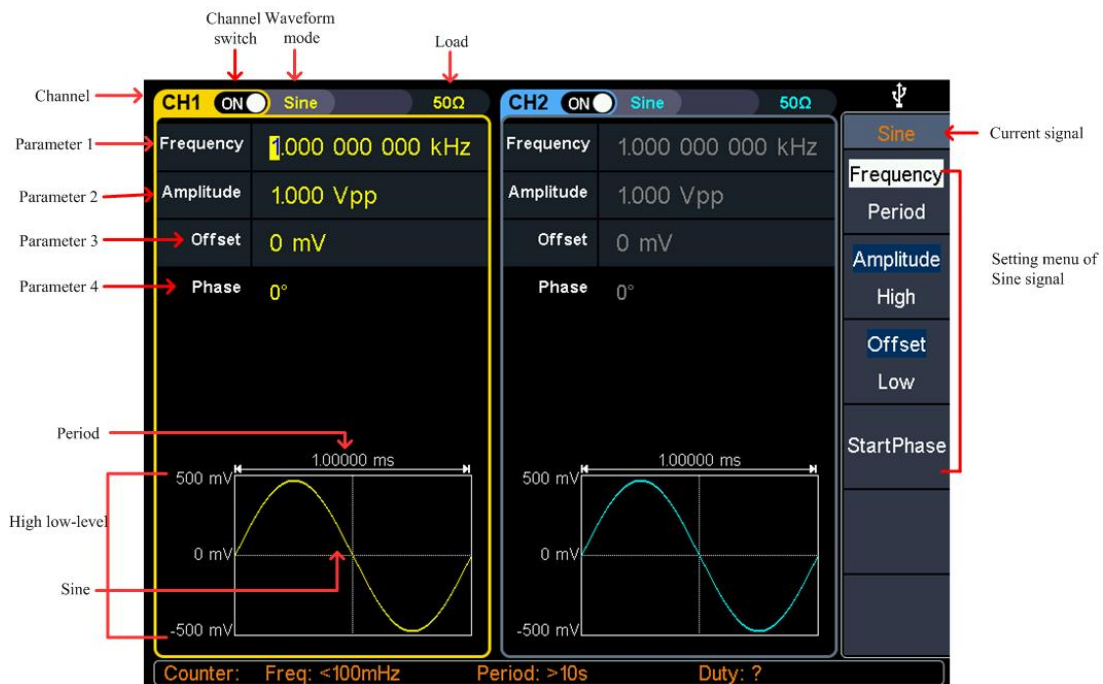 Channel switch
Waveform mode
Load
Channel
CH1 ON Sine 50Ω
CH2 ON Sine 50Ω
Sine
Current signal
Parameter 1
Frequency 1.000 000 000 kHz
Frequency 1.000 000 000 kHz
Frequency
Period
Parameter 2
Amplitude 1.000 Vpp
Amplitude 1.000 Vpp
Parameter 3
Offset 0 mV
Offset 0 mV
Amplitude
High
Setting menu of
Sine signal
Parameter 4
Phase 0°
Phase 0°
Offset
Low
StartPhase
Period
1.00000 ms
1.00000 ms
500 mV
500 mV
High low-level
0 mV
0 mV
Sine
-500 mV
-500 mV
Counter: Freq: <100mHz Period: >10s Duty: ?